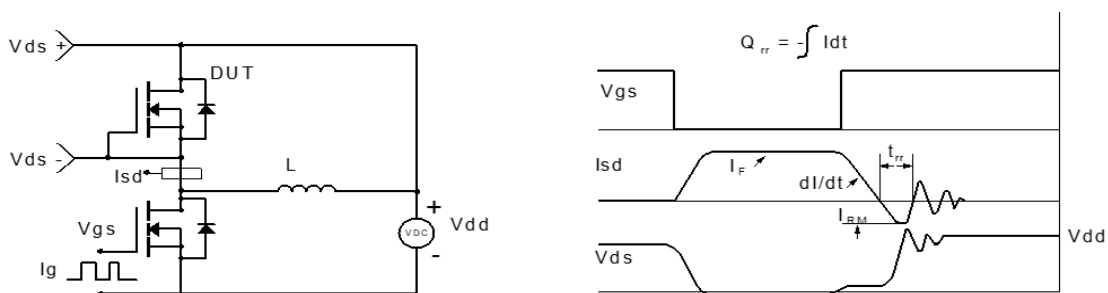 Vds +
DUT
Vds -
Isd
L
Vgs
Ig
+
VDC
-
Vdd
Q rr = -∫ Idt
Vgs
Isd
I F
dI/dt
t rr
I RM
Vds
Vdd